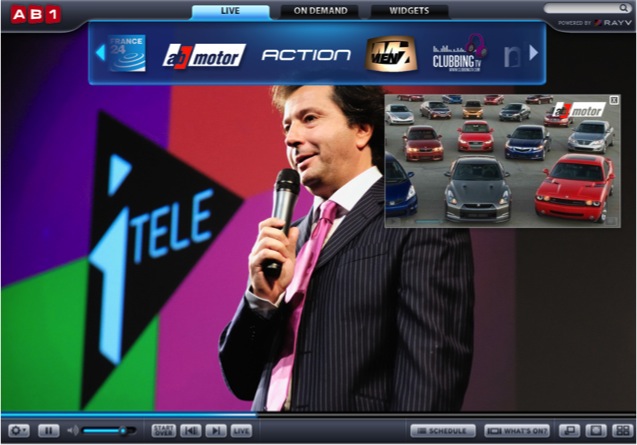 AB1
LIVE
ON DEMAND
WIDGETS
POWERED BY RAYV
FRANCE
24
ab motor
ACTION
CLUBBING TV
n
X
ab motor
i TELE
START
OVER
LIVE
SCHEDULE
WHAT'S ON?